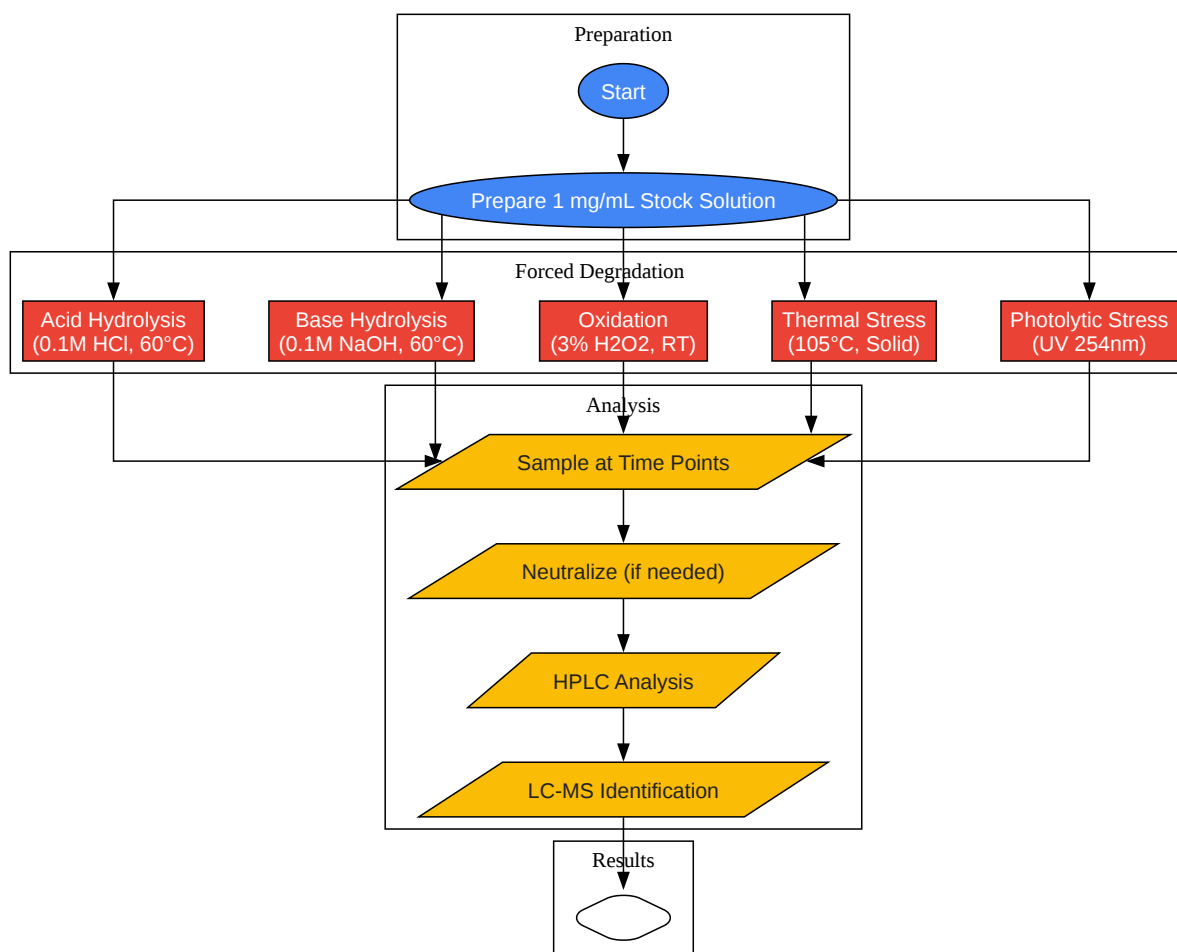 Preparation
Start
Prepare 1 mg/mL Stock Solution
Forced Degradation
Acid Hydrolysis
(0.1M HCl, 60°C)
Base Hydrolysis
(0.1M NaOH, 60°C)
Oxidation
(3% H2O2, RT)
Thermal Stress
(105°C, Solid)
Photolytic Stress
(UV 254nm)
Analysis
Sample at Time Points
Neutralize (if needed)
HPLC Analysis
LC-MS Identification
Results